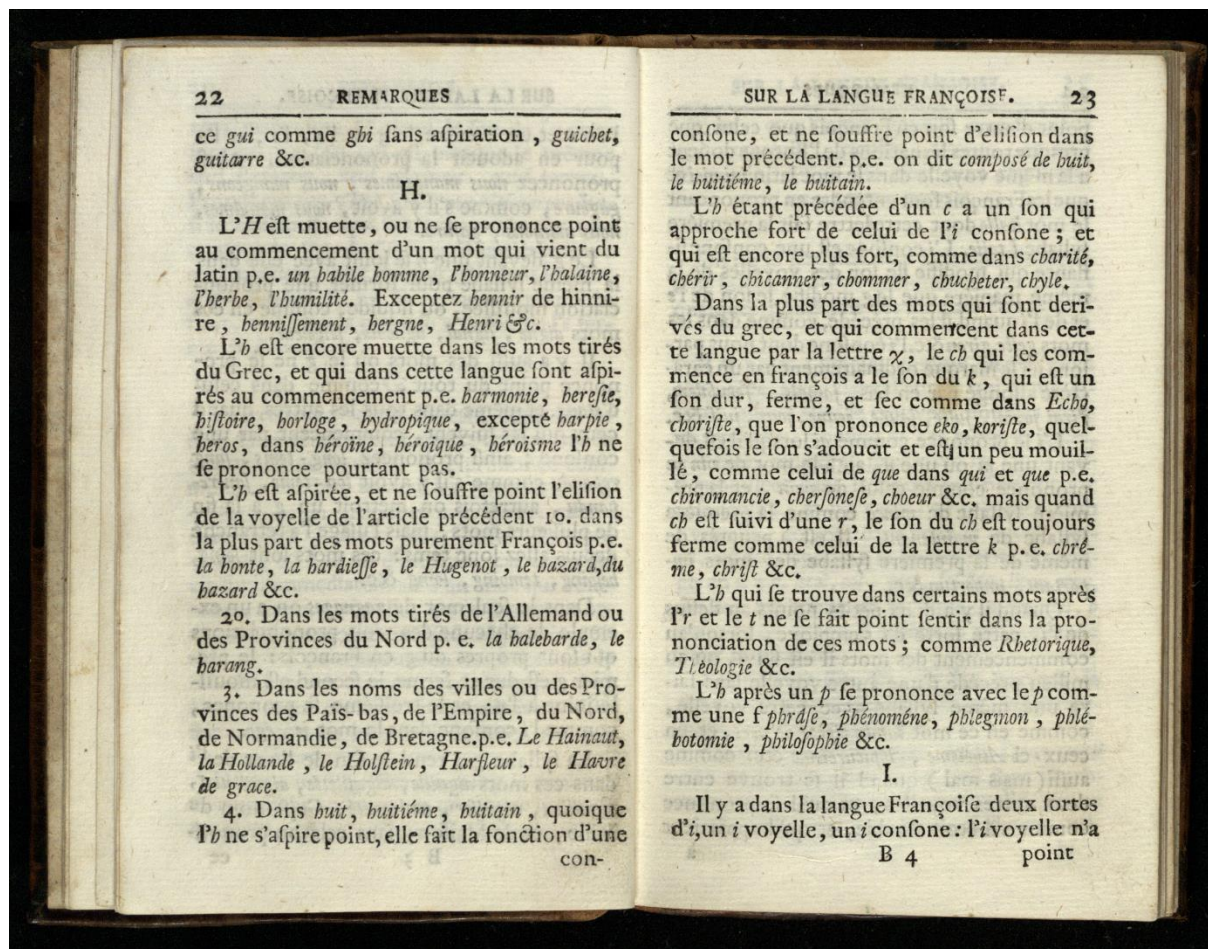 22 REMARQUES
ce gui comme ghi ſans aſpiration , guichet,
guitarre &c.
H.
L'H eſt muette, ou ne ſe prononce point
au commencement d'un mot qui vient du
latin p.e. un habile homme, l'honneur, l'halaine,
l'herbe, l'humilité. Exceptez hennir de hinni-
re, henniſſement, hergne, Henri &c.
L'h eſt encore muette dans les mots tirés
du Grec, et qui dans cette langue ſont aſpi-
rés au commencement p.e. harmonie, hereſie,
hiſtoire, horloge, hydropique, excepté harpie,
heros, dans héroïne, héroique, héroisme l'h ne
ſe prononce pourtant pas.
L'h eſt aſpirée, et ne ſouffre point l'eliſion
de la voyelle de l'article précédent 1o. dans
la plus part des mots purement François p.e.
la honte, la hardieſſe, le Hugenot, le hazard, du
hazard &c.
2o. Dans les mots tirés de l'Allemand ou
des Provinces du Nord p. e. la halebarde, le
harang.
3. Dans les noms des villes ou des Pro-
vinces des Païs-bas, de l'Empire, du Nord,
de Normandie, de Bretagne.p.e. Le Hainaut,
la Hollande, le Holſtein, Harfleur, le Havre
de grace.
4. Dans huit, huitiéme, huitain, quoique
l'h ne s'aſpire point, elle fait la fonction d'une
con-
SUR LA LANGUE FRANÇOISE. 23
conſone, et ne ſouffre point d'eliſion dans
le mot précédent. p.e. on dit compoſé de huit,
le huitiéme, le huitain.
L'h étant précédée d'un c a un ſon qui
approche fort de celui de l'i conſone; et
qui eſt encore plus fort, comme dans charité,
chérir, chicanner, chommer, chucheter, chyle.
Dans la plus part des mots qui ſont deri-
vés du grec, et qui commencent dans cet-
te langue par la lettre χ, le ch qui les com-
mence en françois a le ſon du k, qui eſt un
ſon dur, ferme, et ſec comme dans Echo,
choriſte, que l'on prononce eko, koriſte, quel-
quefois le ſon s'adoucit et eſt un peu mouil-
lé, comme celui de que dans qui et que p.e.
chiromancie, cherſoneſe, choeur &c. mais quand
ch eſt ſuivi d'une r, le ſon du ch eſt toujours
ferme comme celui de la lettre k p.e. chrê-
me, chriſt &c.
L'h qui ſe trouve dans certains mots après
l'r et le t ne ſe fait point ſentir dans la pro-
nonciation de ces mots; comme Rhetorique,
Théologie &c.
L'h après un p ſe prononce avec le p com-
me une f phráſe, phénoméne, phlegmon, phlé-
botomie, philoſophie &c.
I.
Il y a dans la langue Françoiſe deux ſortes
d'i, un i voyelle, un i conſone: l'i voyelle n'a
B 4 point